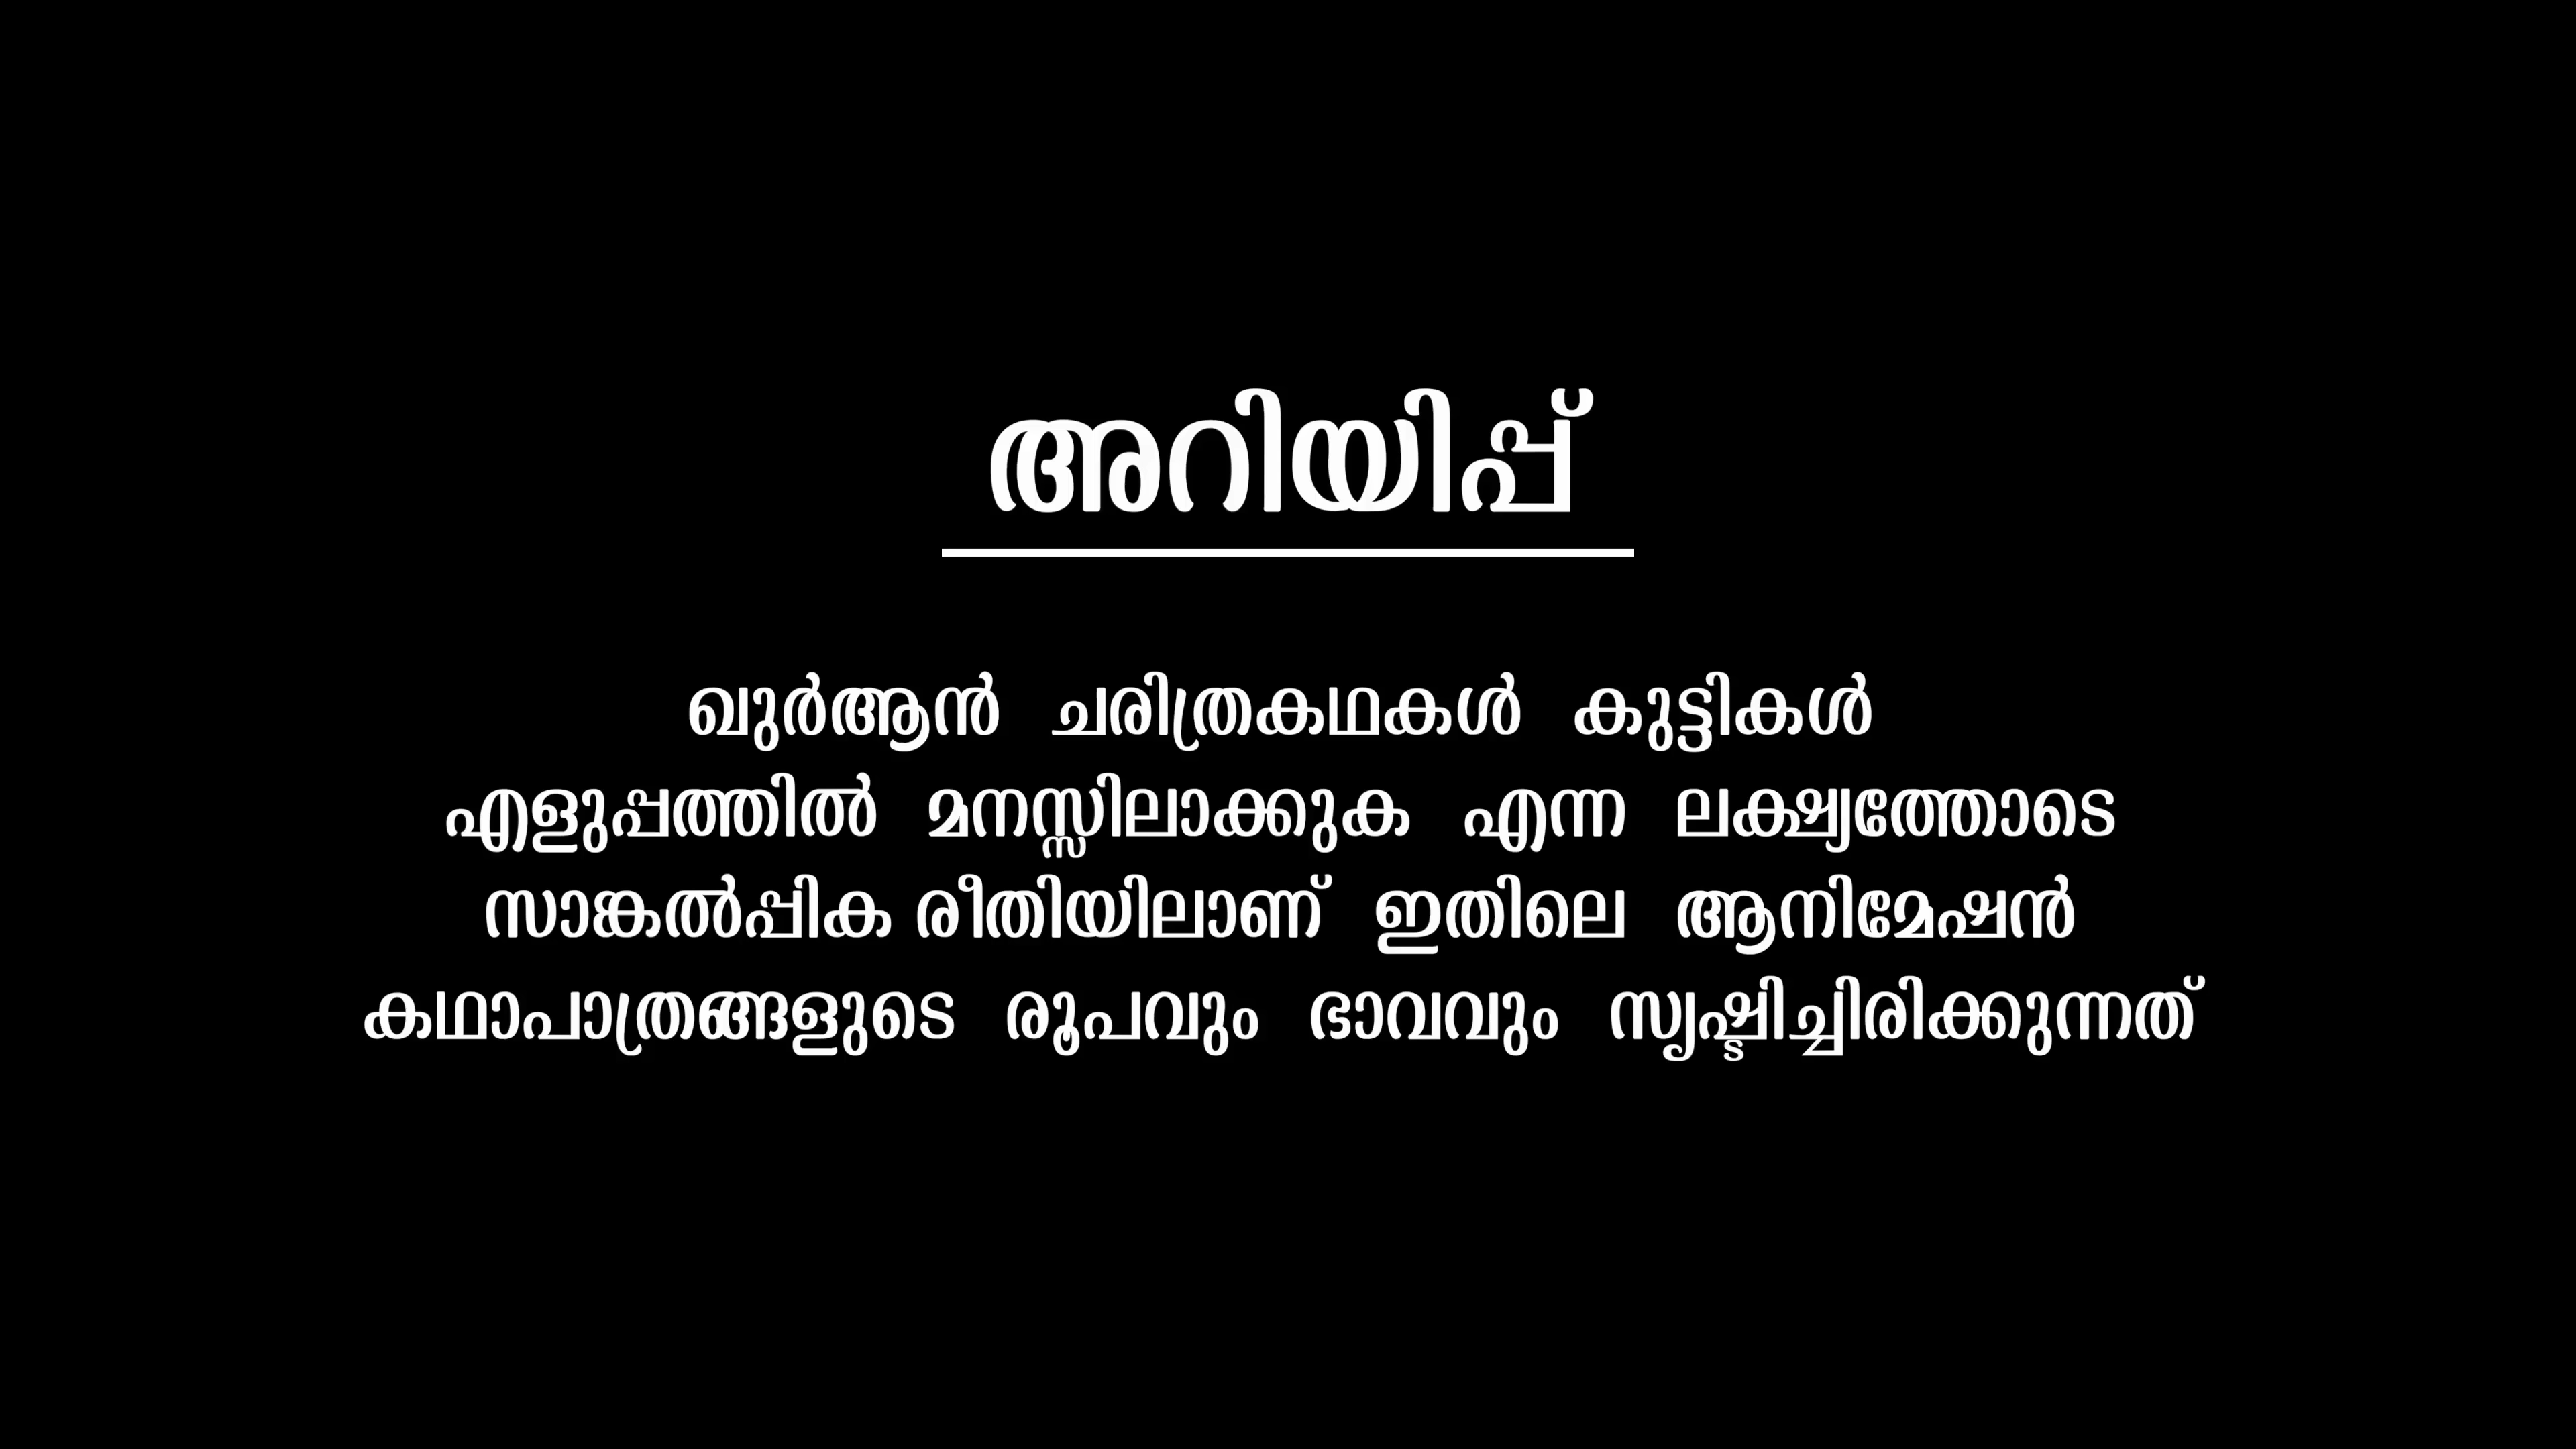 അറിയിപ്പ്
ഖുർആൻ ചരിത്രകഥകൾ കുട്ടികൾ
എളുപ്പത്തിൽ മനസ്സിലാക്കുക എന്ന ലക്ഷ്യത്തോടെ
സാങ്കൽപ്പിക രീതിയിലാണ് ഇതിലെ ആനിമേഷൻ
കഥാപാത്രങ്ങളുടെ രൂപവും ഭാവവും സൃഷ്ടിച്ചിരിക്കുന്നത്